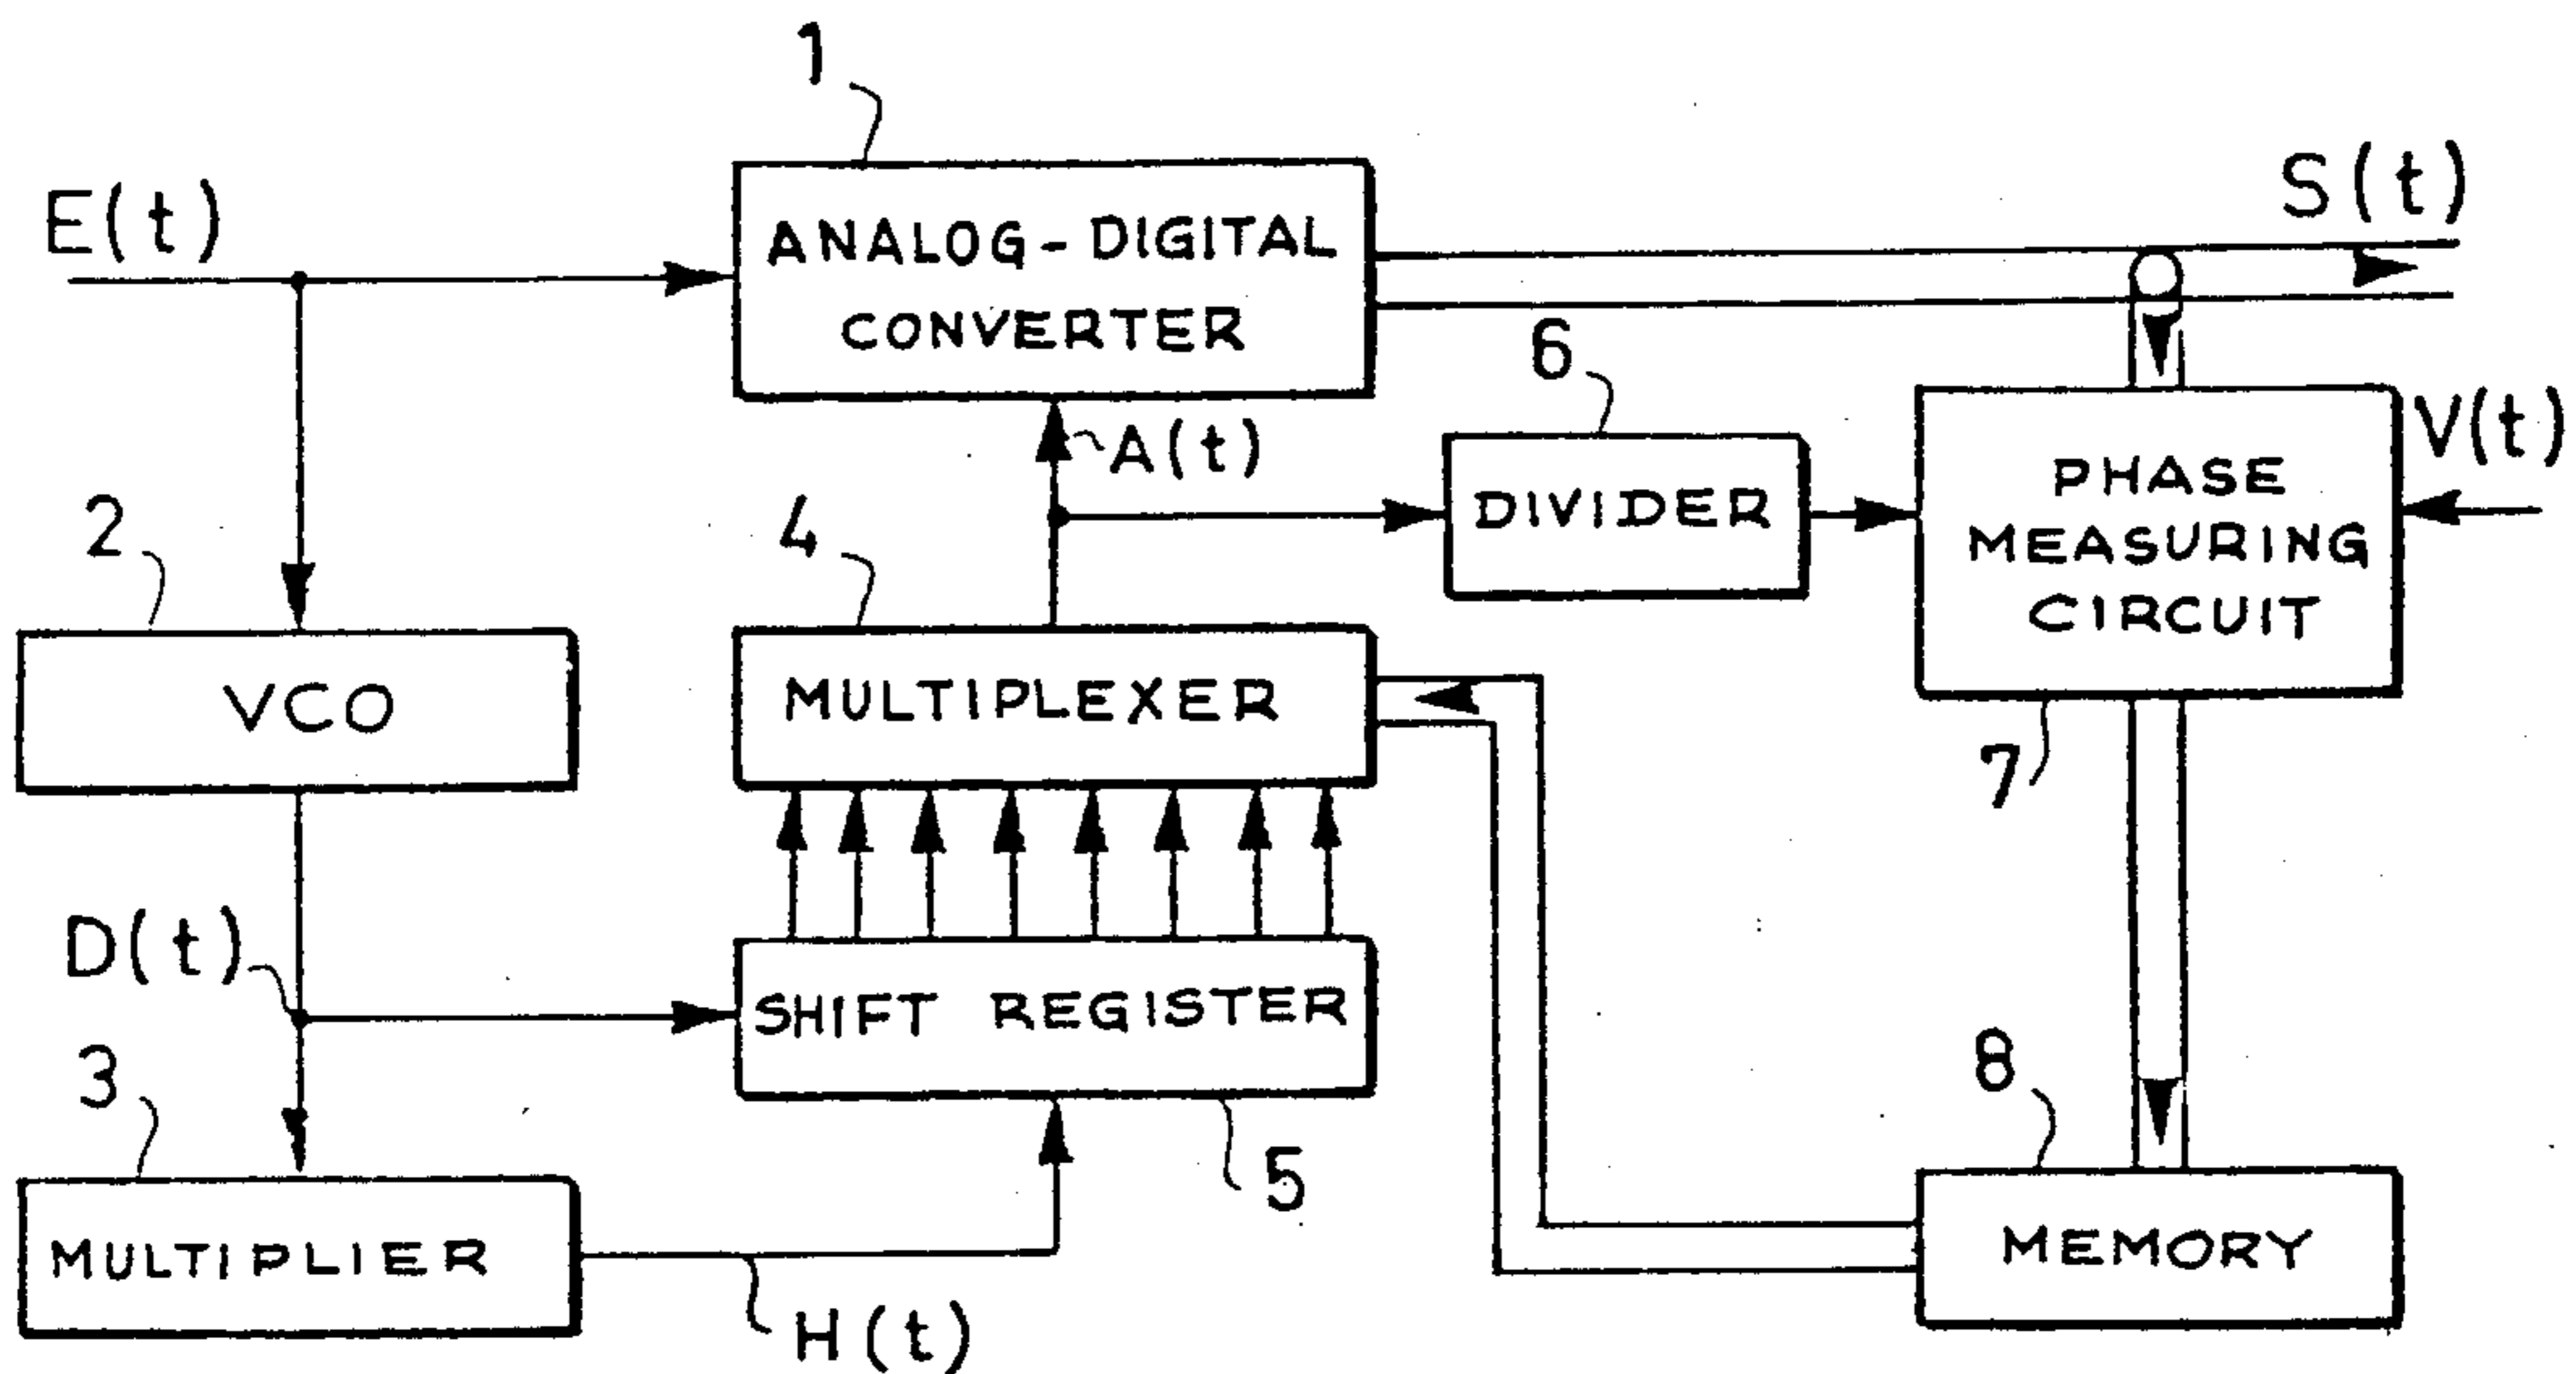 1
E(t)
ANALOG-DIGITAL
CONVERTER
S(t)
A(t)
6
DIVIDER
PHASE
MEASURING
CIRCUIT
V(t)
2
VCO
4
MULTIPLEXER
7
D(t)
SHIFT REGISTER
5
3
MULTIPLIER
H(t)
8
MEMORY